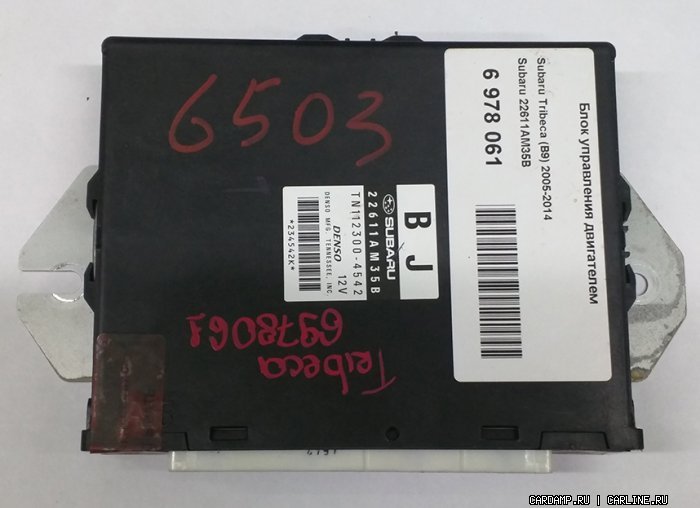 6503
Блок управления двигателем
Subaru Tribeca (B9) 2005-2014
Subaru 22611AM35B
6 978 061
B J
SUBARU
22611AM35B
TN112300-4542
DENSO 12V
DENSO MFG. TENNESSEE, INC.
*234542K*
Tribeca
6978061
CARDAMP.RU | CARLINE.RU